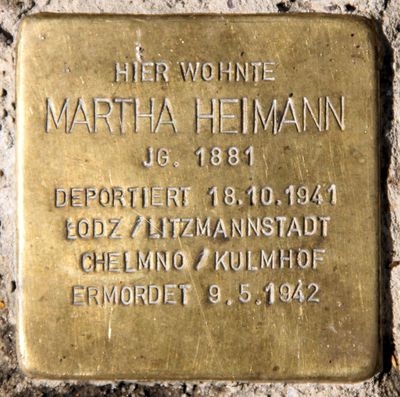 HIER WOHNTE
MARTHA HEIMANN
JG. 1881
DEPORTIERT 18.10.1941
ŁODZ / LITZMANNSTADT
CHELMNO / KULMHOF
ERMORDET 9.5.1942